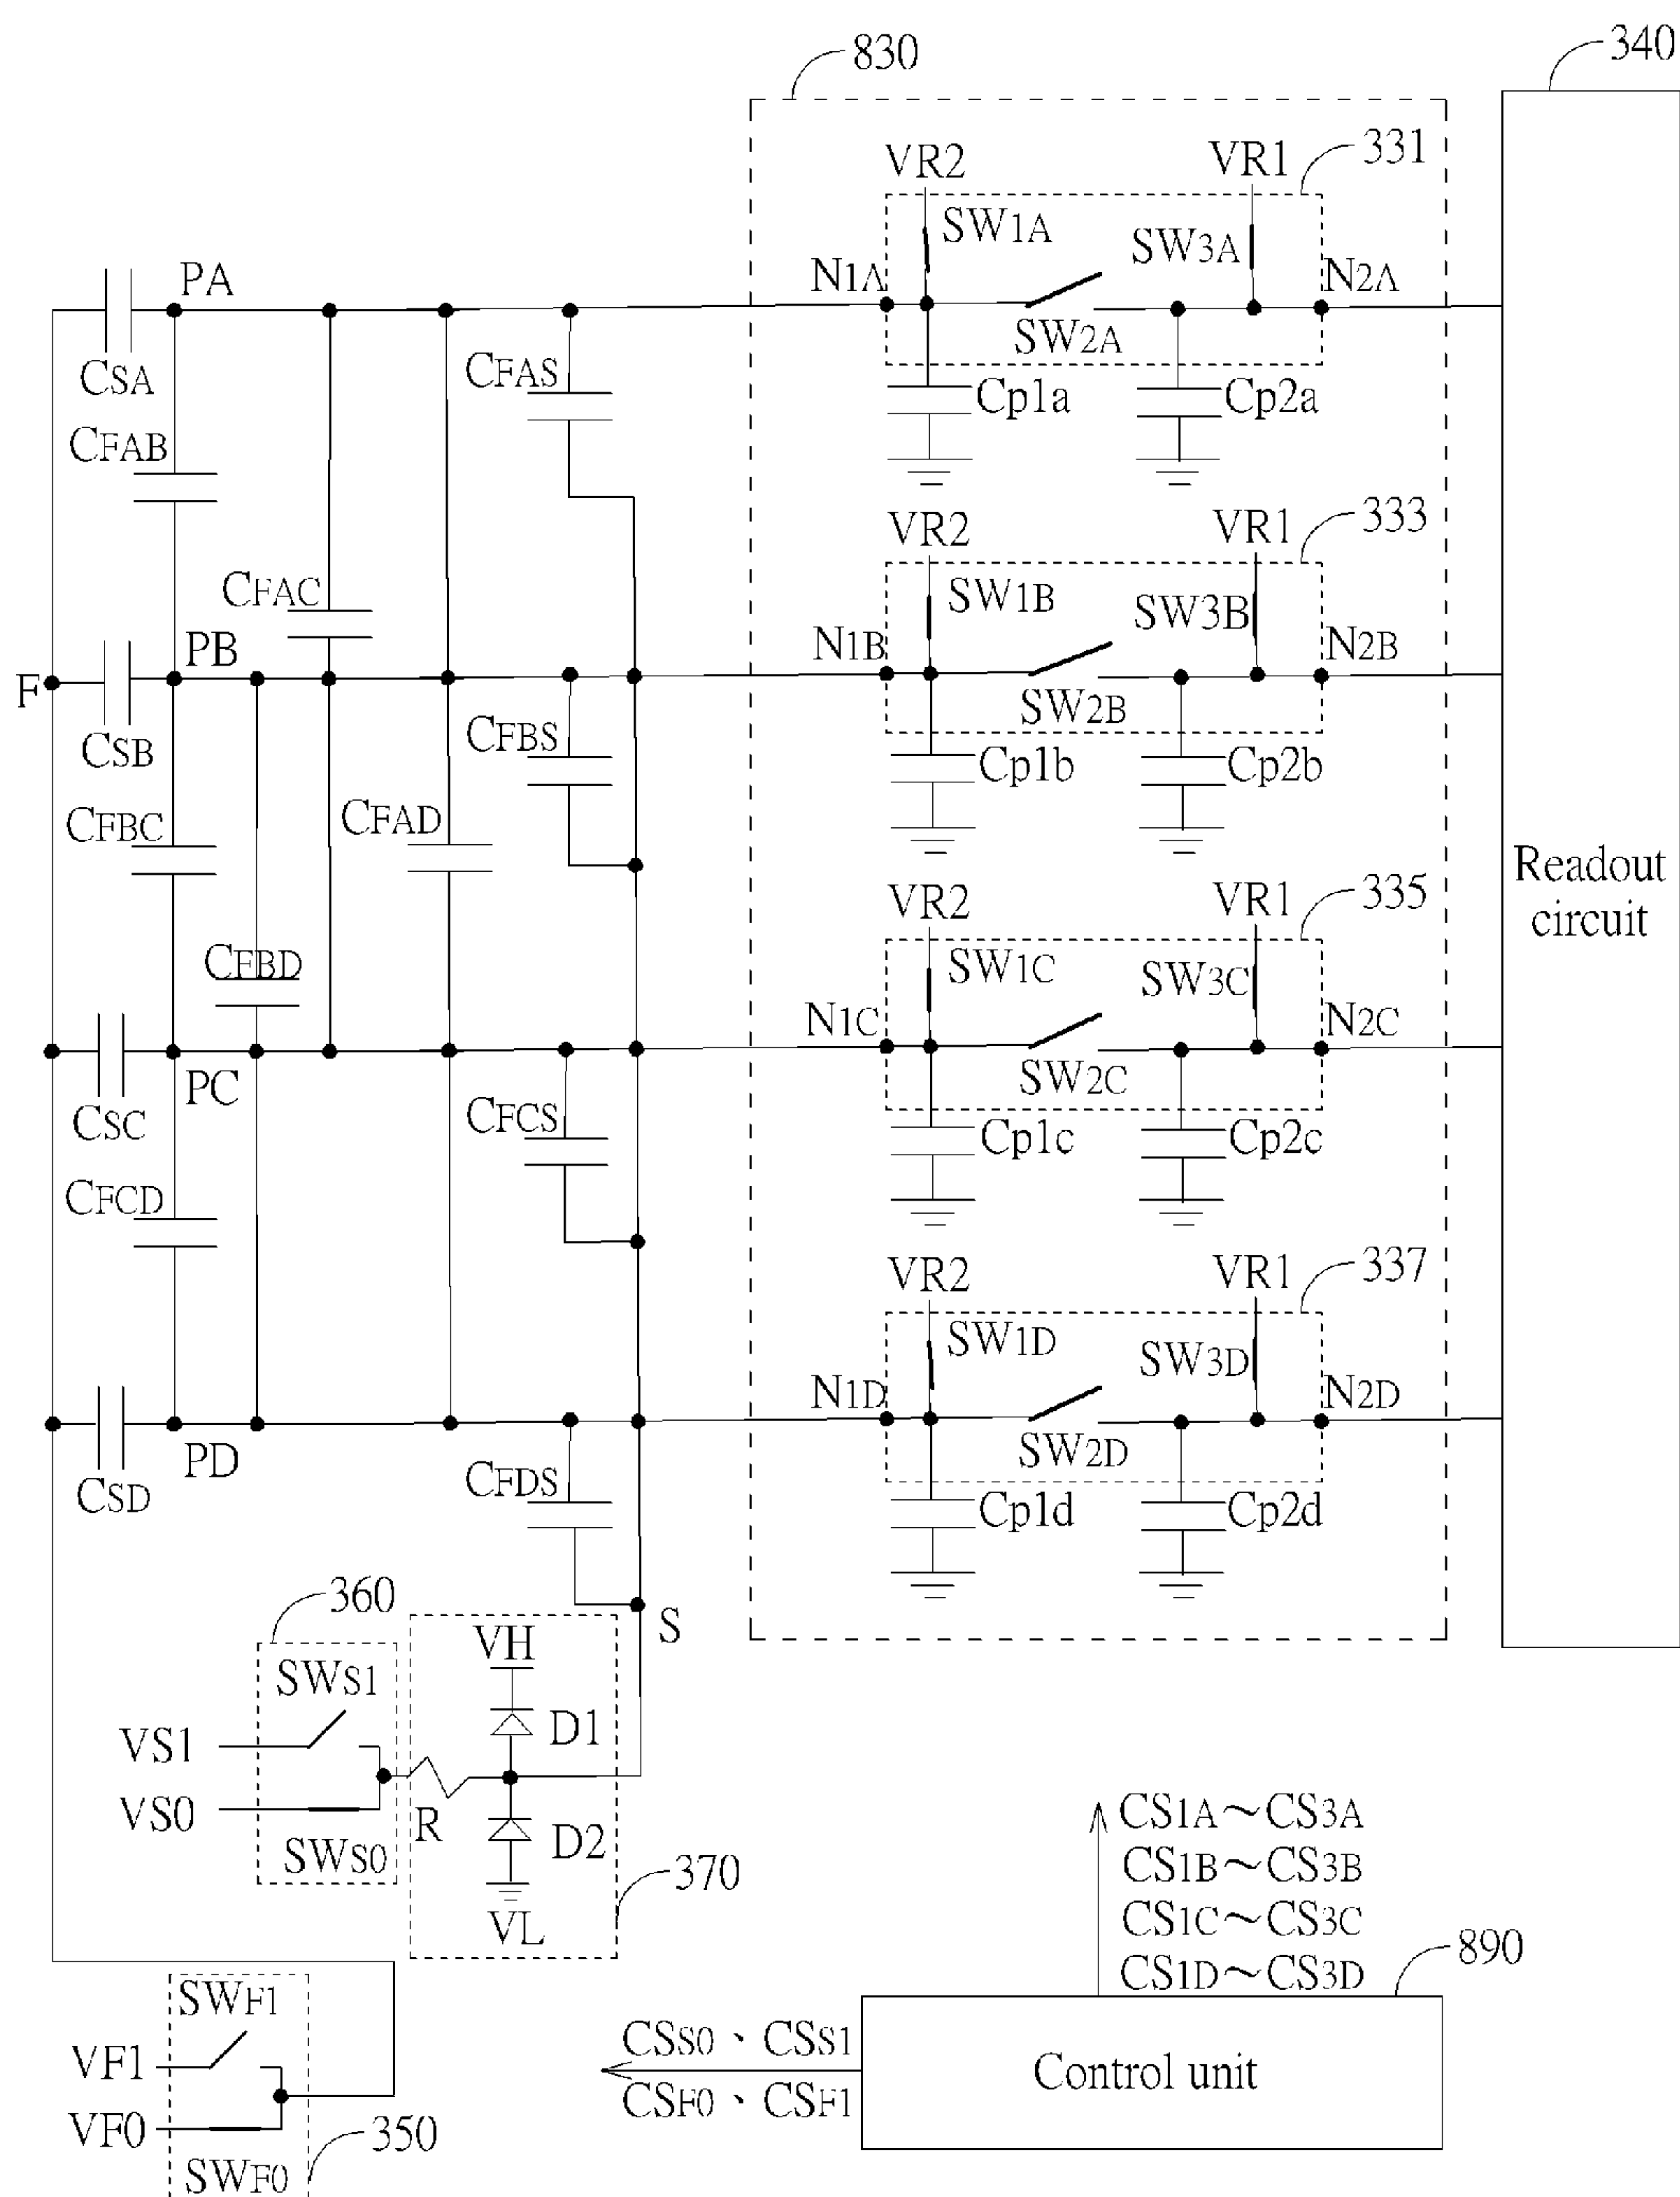 830
340
VR2
VR1
331
SW1A
SW3A
PA
N1A
N2A
SW2A
CSA
CFAS
Cp1a
Cp2a
CFAB
VR2
VR1
333
CFAC
SW1B
SW3B
PB
N1B
N2B
F
SW2B
CSB
CFBS
Cp1b
Cp2b
CFBC
CFAD
Readout
circuit
VR2
VR1
335
CFBD
SW1C
SW3C
N1C
N2C
PC
SW2C
CSC
CFCS
Cp1c
Cp2c
CFCD
VR2
VR1
337
SW1D
SW3D
N1D
N2D
PD
SW2D
CSD
CFDS
Cp1d
Cp2d
360
S
VH
SWS1
D1
VS1
VS0
R
D2
SWS0
370
VL
CS1A～CS3A
CS1B～CS3B
CS1C～CS3C
CS1D～CS3D
890
SWF1
CSS0、CSS1
VF1
Control unit
CSF0、CSF1
VF0
350
SWF0